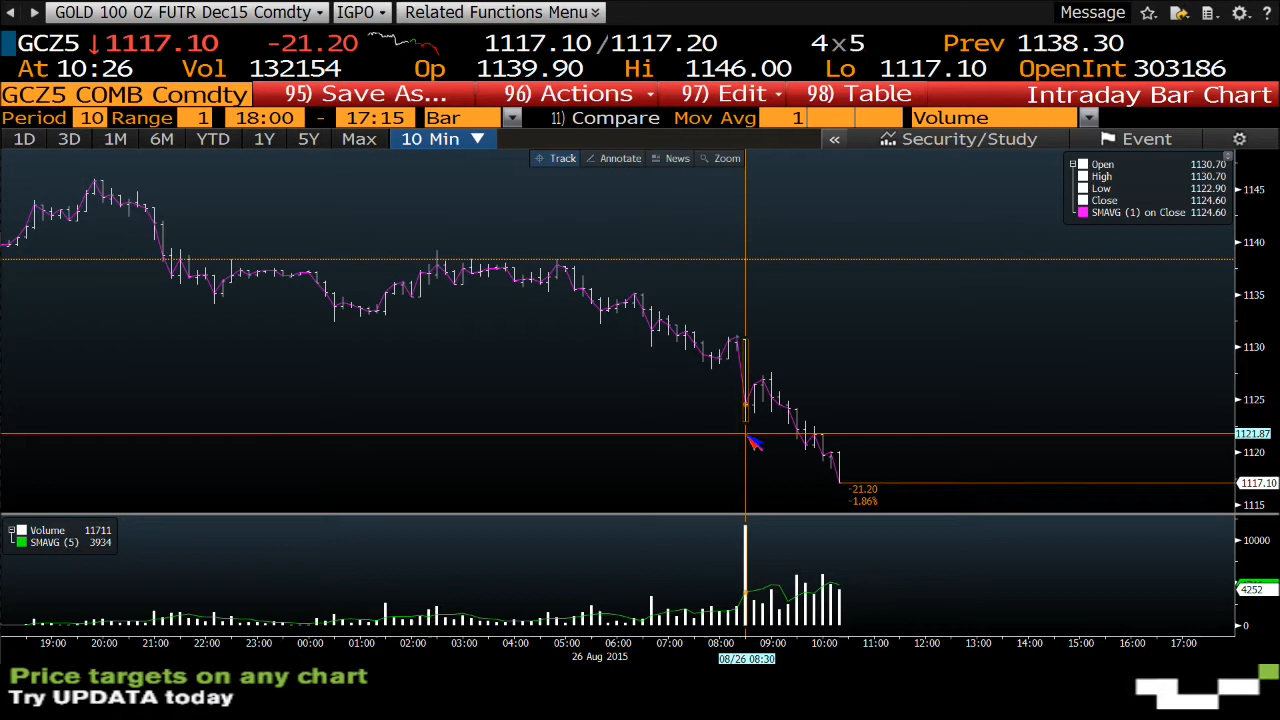 GOLD 100 OZ FUTR Dec15 Comdty IGPO Related Functions Menu Message
GCZ5 ↓1117.10 -21.20 1117.10/1117.20 4×5 Prev 1138.30
At 10:26 Vol 132154 Op 1139.90 Hi 1146.00 Lo 1117.10 OpenInt 303186
GCZ5 COMB Comdty 95) Save As... 96) Actions 97) Edit 98) Table Intraday Bar Chart
Period 10 Range 1 18:00 - 17:15 Bar 11) Compare Mov Avg 1 Volume
1D 3D 1M 6M YTD 1Y 5Y Max 10 Min ▼ « Security/Study Event
Track Annotate News Zoom
Open 1130.70
High 1130.70
Low 1122.90
Close 1124.60
SMAVG (1) on Close 1124.60
1145
1140
1135
1130
1125
1121.87
1120
1117.10
1115
-21.20
-1.86%
Volume 11711
SMAVG (5) 3934
10000
4252
0
19:00 20:00 21:00 22:00 23:00 00:00 01:00 02:00 03:00 04:00 05:00 06:00 07:00 08:00 09:00 10:00 11:00 12:00 13:00 14:00 15:00 16:00 17:00
26 Aug 2015 08/26 08:30
Price targets on any chart
Try UPDATA today